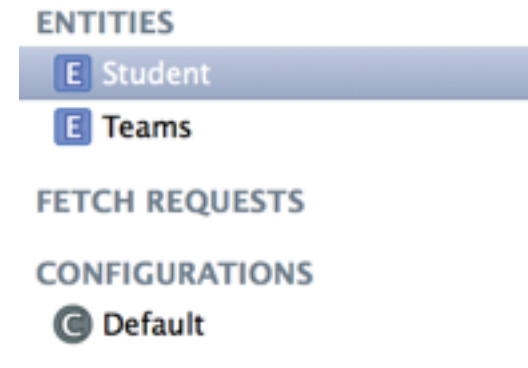 ENTITIES
E Student
E Teams
FETCH REQUESTS
CONFIGURATIONS
C Default